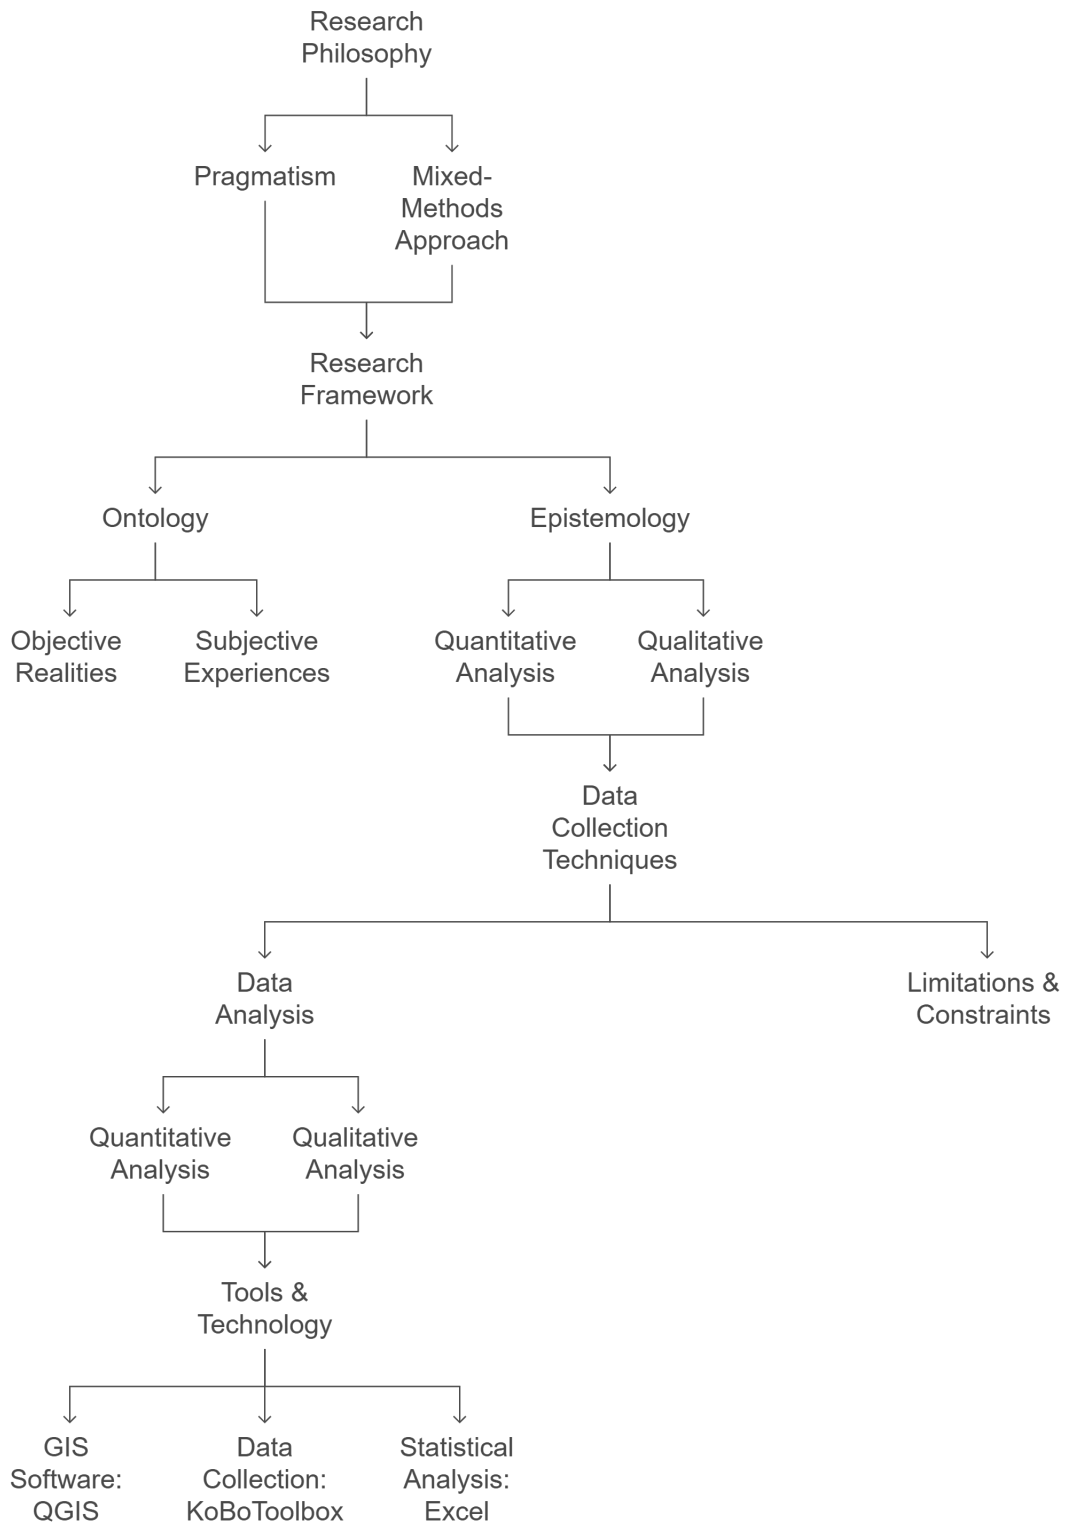 Research
Philosophy
Pragmatism
Mixed-
Methods
Approach
Research
Framework
Ontology
Epistemology
Objective
Realities
Subjective
Experiences
Quantitative
Analysis
Qualitative
Analysis
Data
Collection
Techniques
Data
Analysis
Limitations &
Constraints
Quantitative
Analysis
Qualitative
Analysis
Tools &
Technology
GIS
Software:
QGIS
Data
Collection:
KoBoToolbox
Statistical
Analysis:
Excel